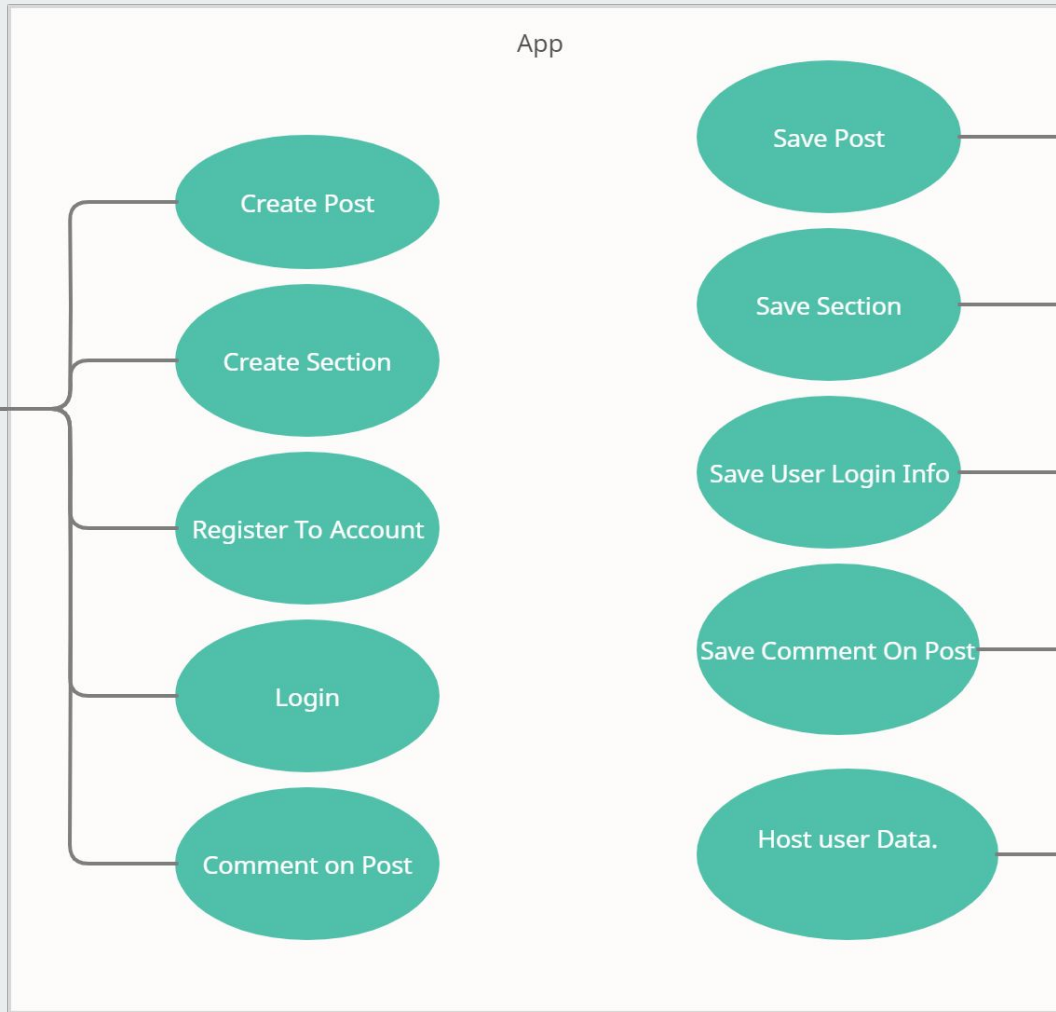 App
Create Post
Create Section
Register To Account
Login
Comment on Post
Save Post
Save Section
Save User Login Info
Save Comment On Post
Host user Data.